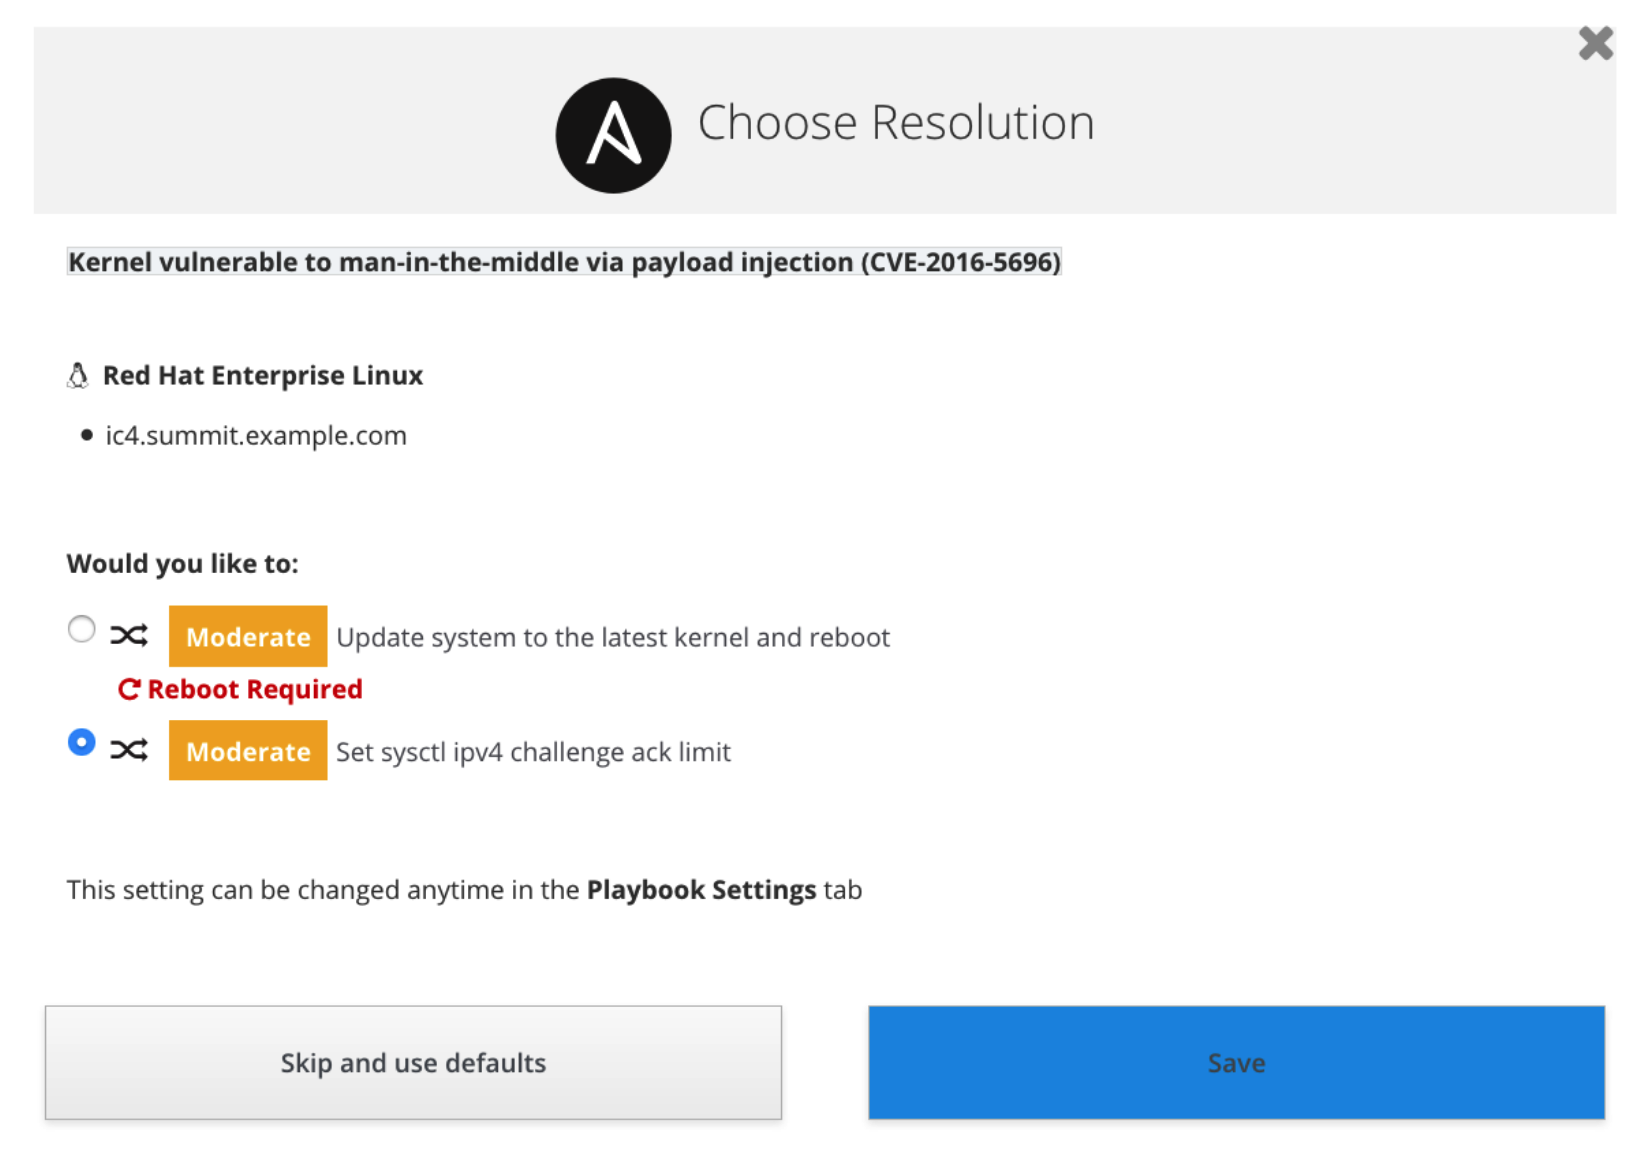 Choose Resolution
Kernel vulnerable to man-in-the-middle via payload injection (CVE-2016-5696)
Red Hat Enterprise Linux
• ic4.summit.example.com
Would you like to:
Moderate Update system to the latest kernel and reboot
Reboot Required
Moderate Set sysctl ipv4 challenge ack limit
This setting can be changed anytime in the Playbook Settings tab
Skip and use defaults
Save